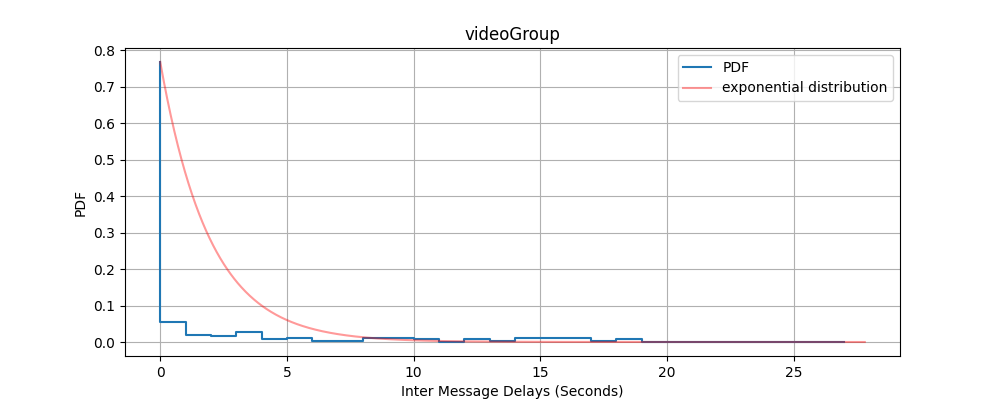 videoGroup
PDF
exponential distribution
PDF
0.8
0.7
0.6
0.5
0.4
0.3
0.2
0.1
0.0
0 5 10 15 20 25
Inter Message Delays (Seconds)